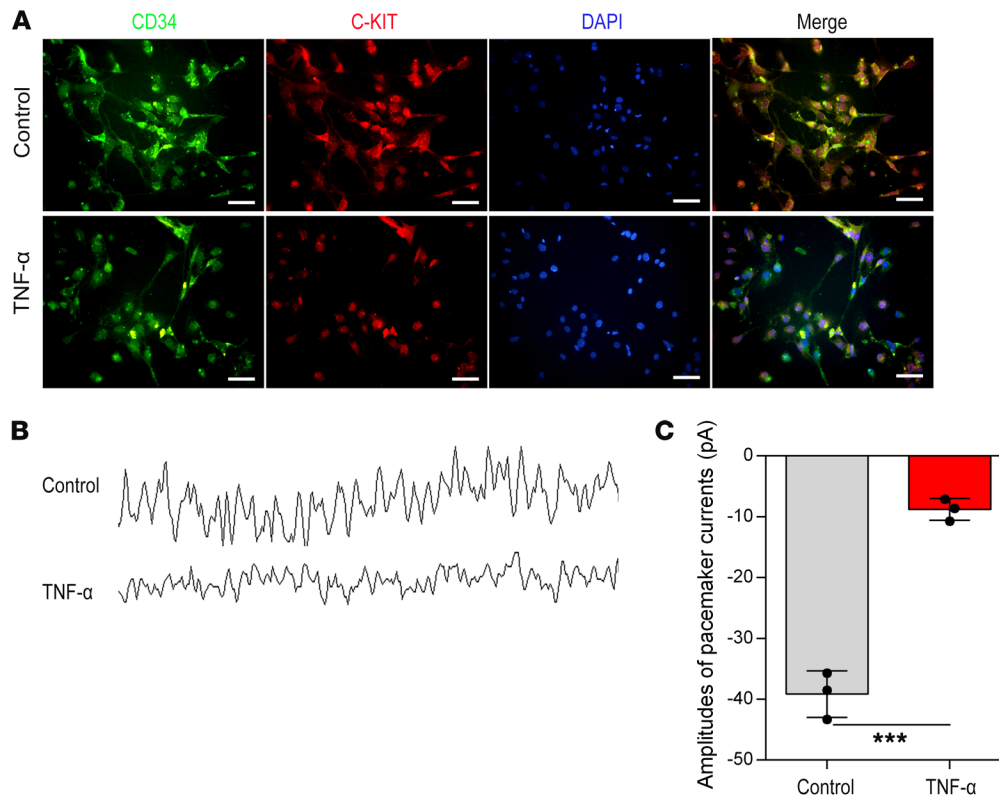 A
CD34
C-KIT
DAPI
Merge
Control
TNF-α
B
Control
TNF-α
C
Amplitudes of pacemaker currents (pA)
0
-10
-20
-30
-40
-50
***
Control
TNF-α